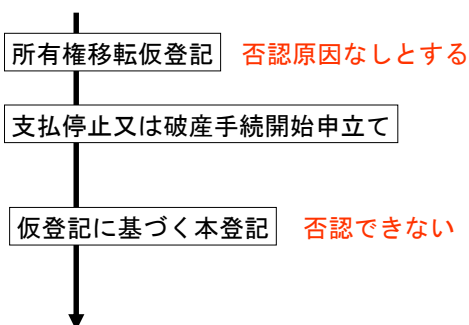 所有権移転仮登記 否認原因なしとする
支払停止又は破産手続開始申立て
仮登記に基づく本登記 否認できない